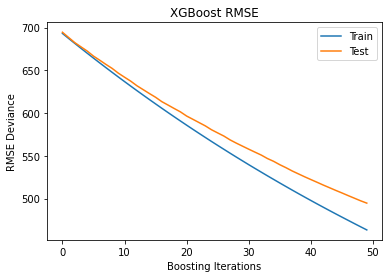 XGBoost RMSE
Train
Test
RMSE Deviance
700
650
600
550
500
0 10 20 30 40 50
Boosting Iterations